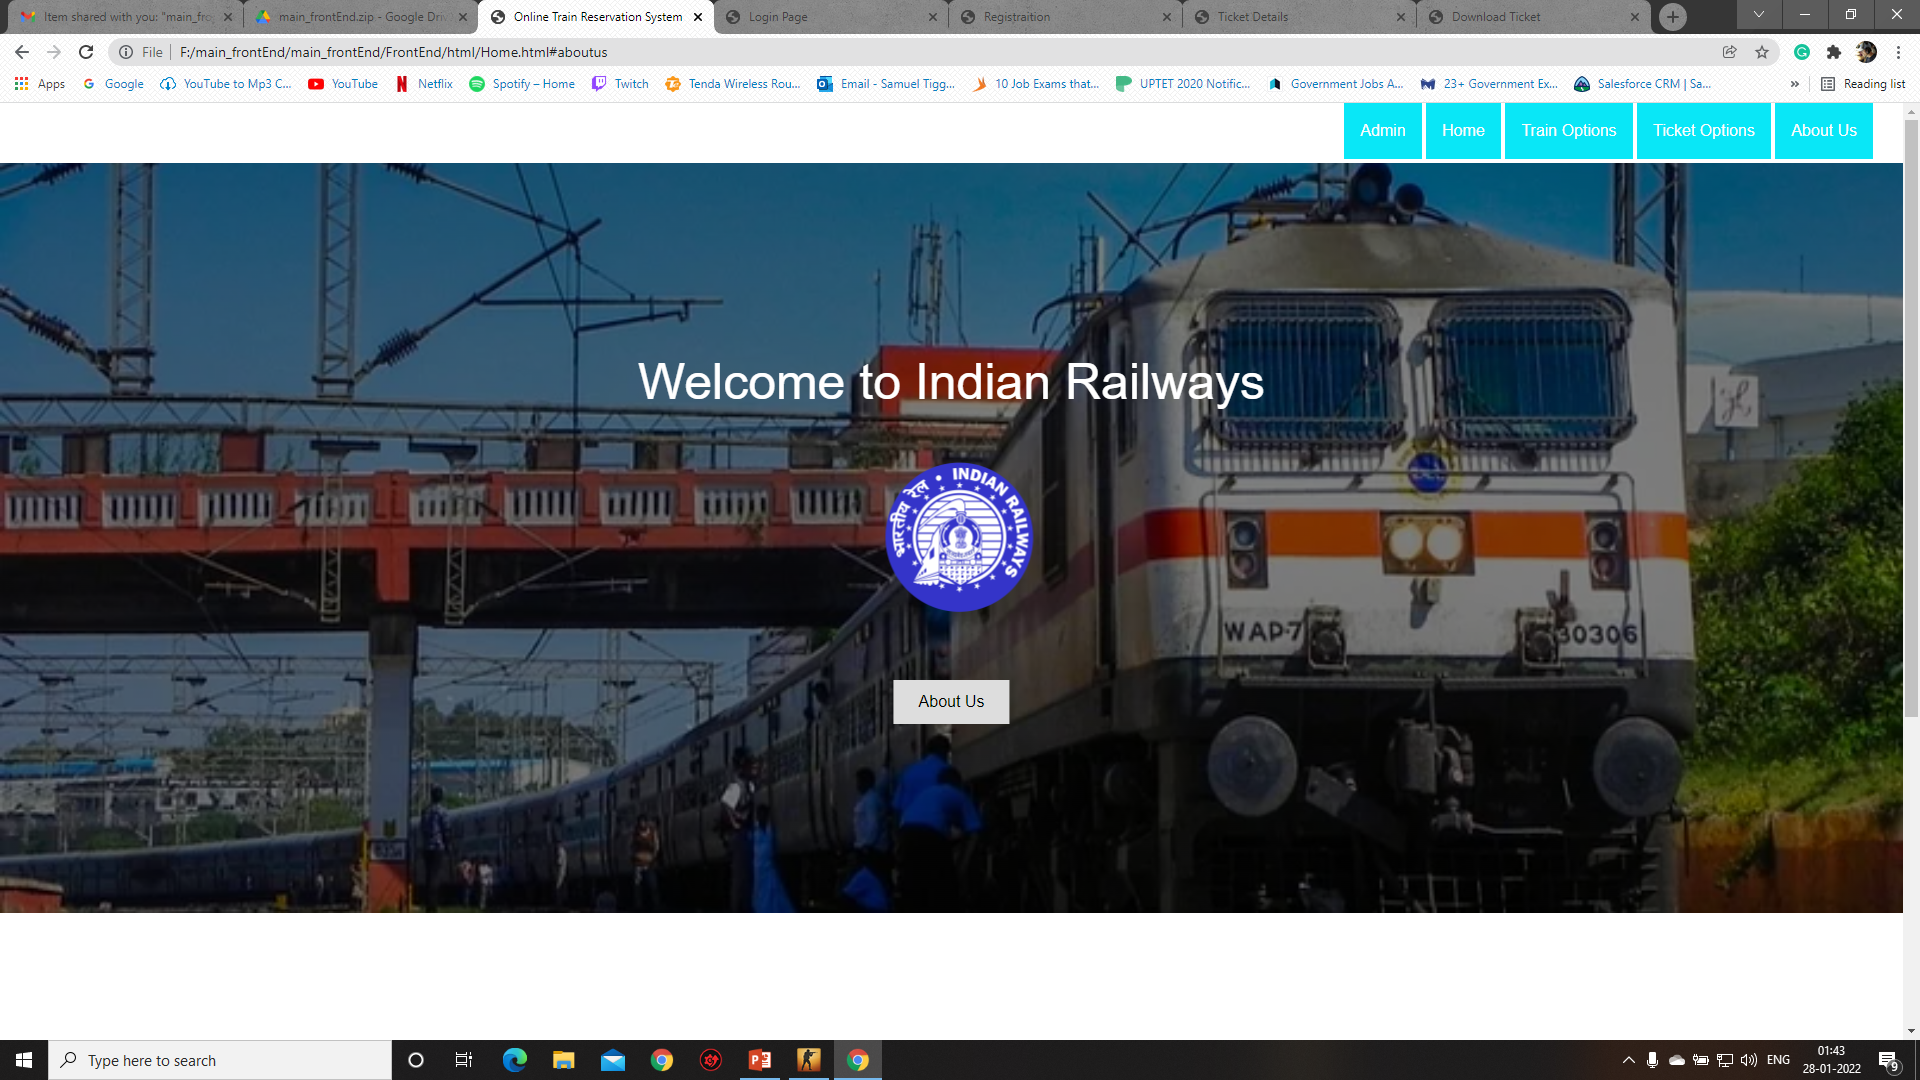 Item shared with you: "main_fro
main_frontEnd.zip - Google Driv
Online Train Reservation System
Login Page
Registraition
Ticket Details
Download Ticket
File
F:/main_frontEnd/main_frontEnd/FrontEnd/html/Home.html#aboutus
Apps
Google
YouTube to Mp3 C...
YouTube
Netflix
Spotify – Home
Twitch
Tenda Wireless Rou...
Email - Samuel Tigg...
10 Job Exams that...
UPTET 2020 Notific...
Government Jobs A...
23+ Government Ex...
Salesforce CRM | Sa...
»
Reading list
Admin
Home
Train Options
Ticket Options
About Us
Welcome to Indian Railways
भारतीय रेल • INDIAN RAILWAYS
WAP-7
30306
About Us
Type here to search
ENG
01:43
28-01-2022
9